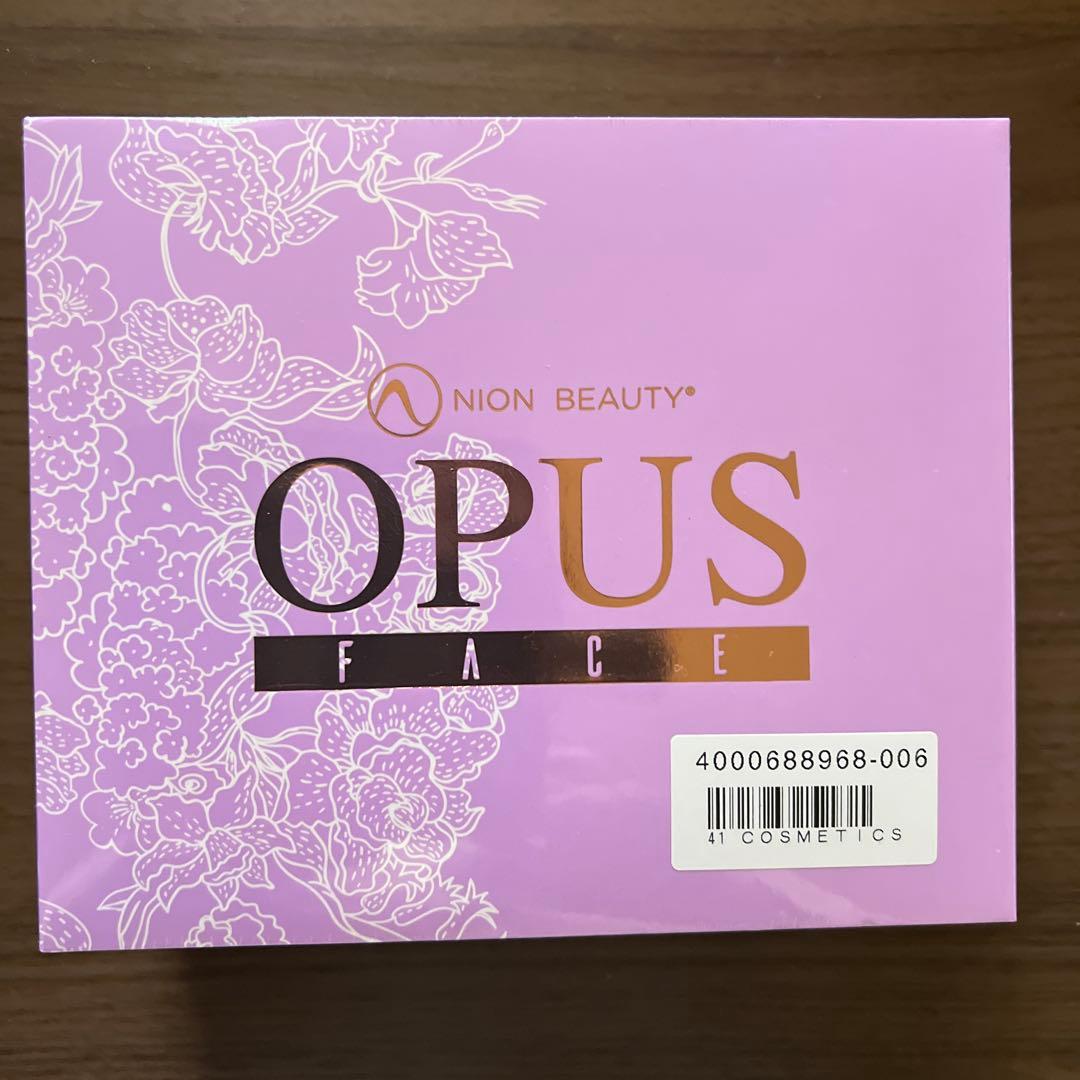 NION BEAUTY®
OPUS
FACE
4000688968-006
41 COSMETICS